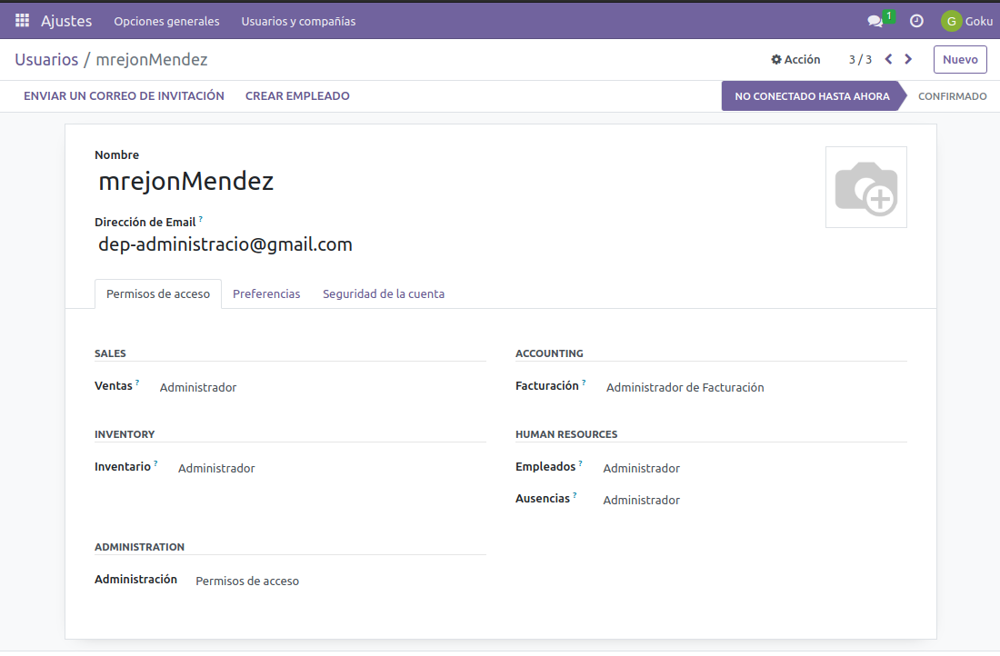 Ajustes Opciones generales Usuarios y compañías 1 G Goku
Usuarios / mrejonMendez Acción 3 / 3 Nuevo
ENVIAR UN CORREO DE INVITACIÓN CREAR EMPLEADO NO CONECTADO HASTA AHORA CONFIRMADO
Nombre
mrejonMendez
Dirección de Email ?
dep-administracio@gmail.com
Permisos de acceso Preferencias Seguridad de la cuenta
SALES ACCOUNTING
Ventas ? Administrador Facturación ? Administrador de Facturación
INVENTORY HUMAN RESOURCES
Inventario ? Administrador Empleados ? Administrador
Ausencias ? Administrador
ADMINISTRATION
Administración Permisos de acceso